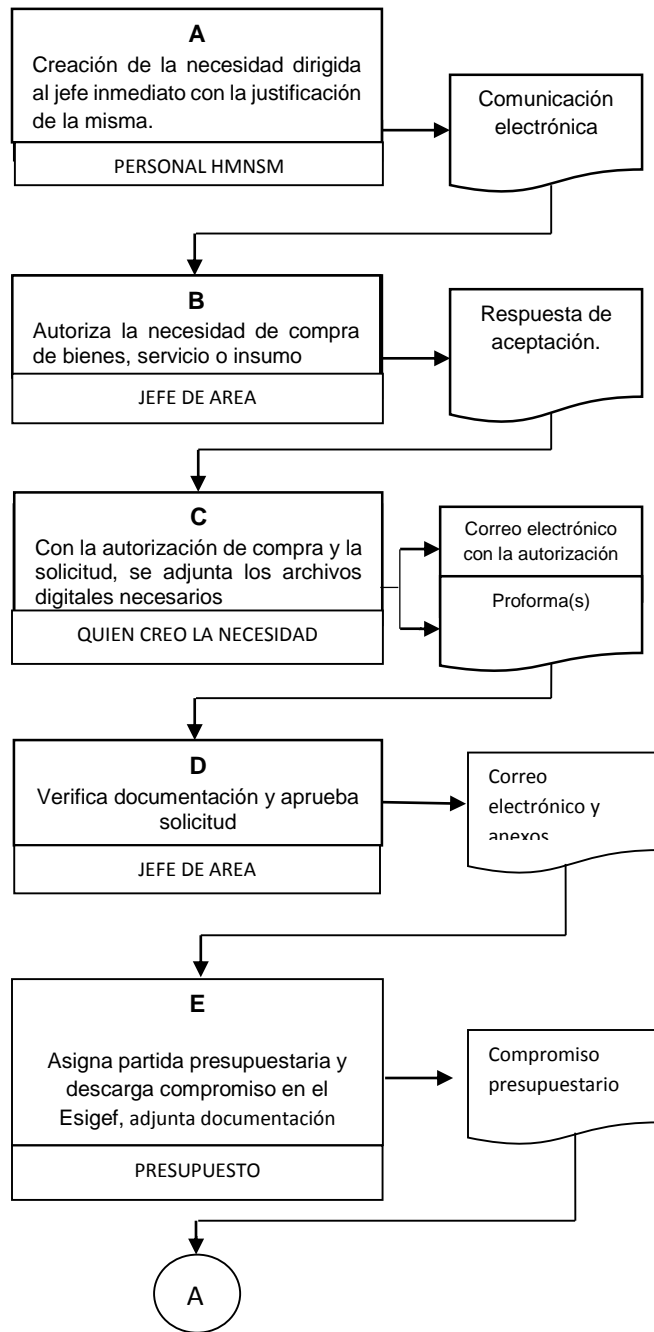 A
Creación de la necesidad dirigida
al jefe inmediato con la justificación
de la misma.
PERSONAL HMNSM
Comunicación
electrónica
B
Autoriza la necesidad de compra
de bienes, servicio o insumo
JEFE DE AREA
Respuesta de
aceptación.
C
Con la autorización de compra y la
solicitud, se adjunta los archivos
digitales necesarios
QUIEN CREO LA NECESIDAD
Correo electrónico
con la autorización
Proforma(s)
D
Verifica documentación y aprueba
solicitud
JEFE DE AREA
Correo
electrónico y
anexos
E
Asigna partida presupuestaria y
descarga compromiso en el
Esigef, adjunta documentación
PRESUPUESTO
Compromiso
presupuestario
A